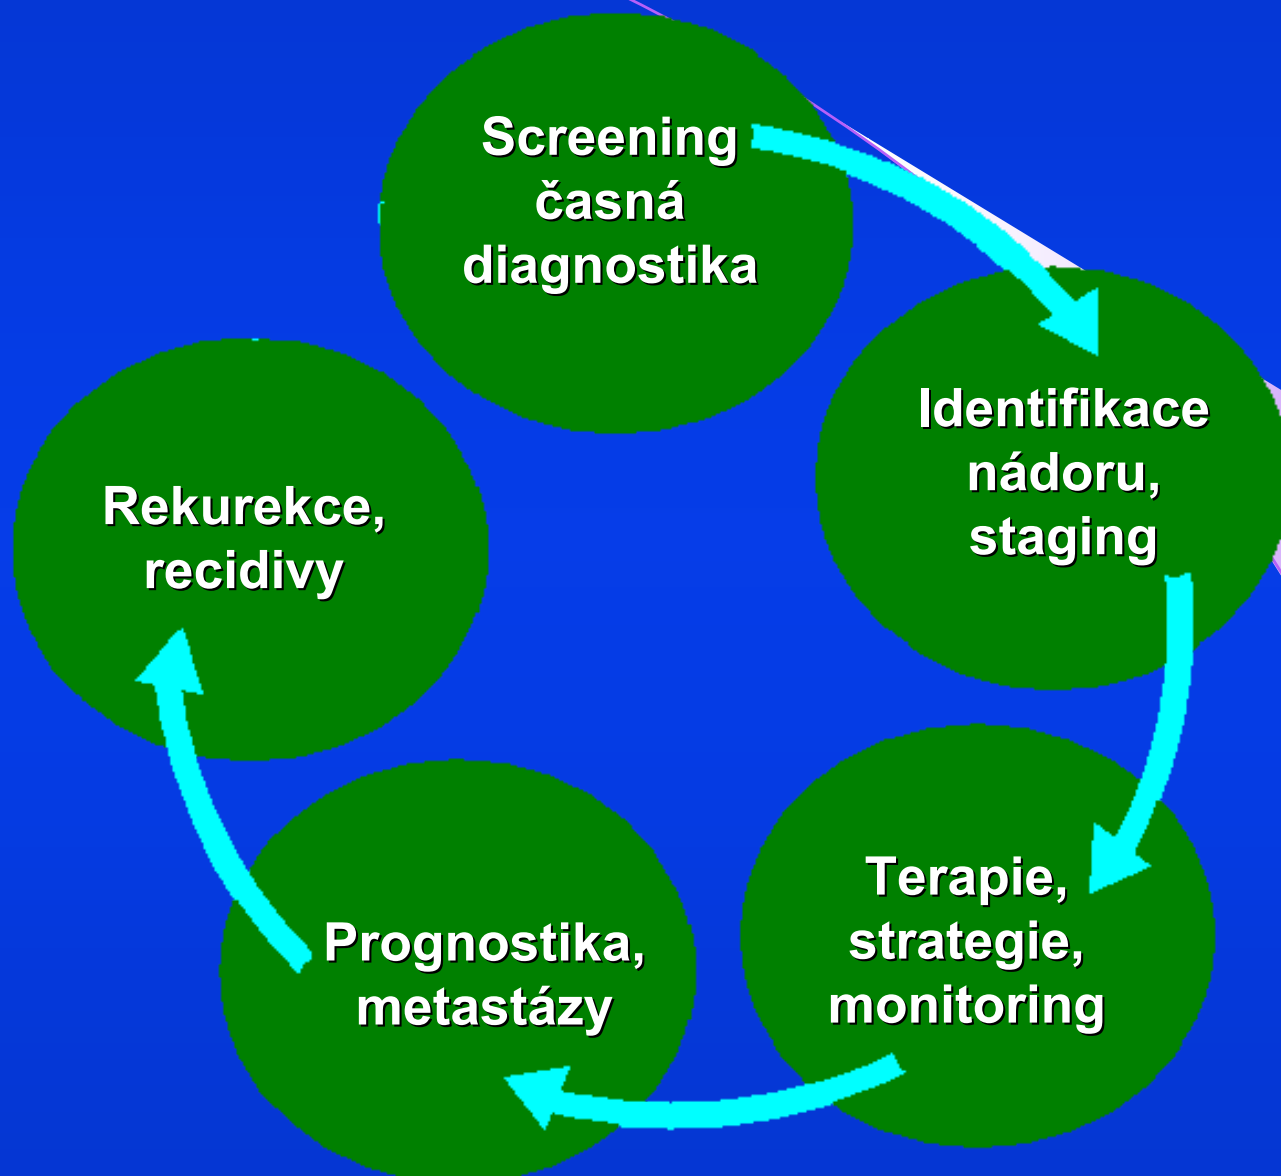 Screening
časná
diagnostika
Identifikace
nádoru,
staging
Terapie,
strategie,
monitoring
Prognostika,
metastázy
Rekurekce,
recidivy